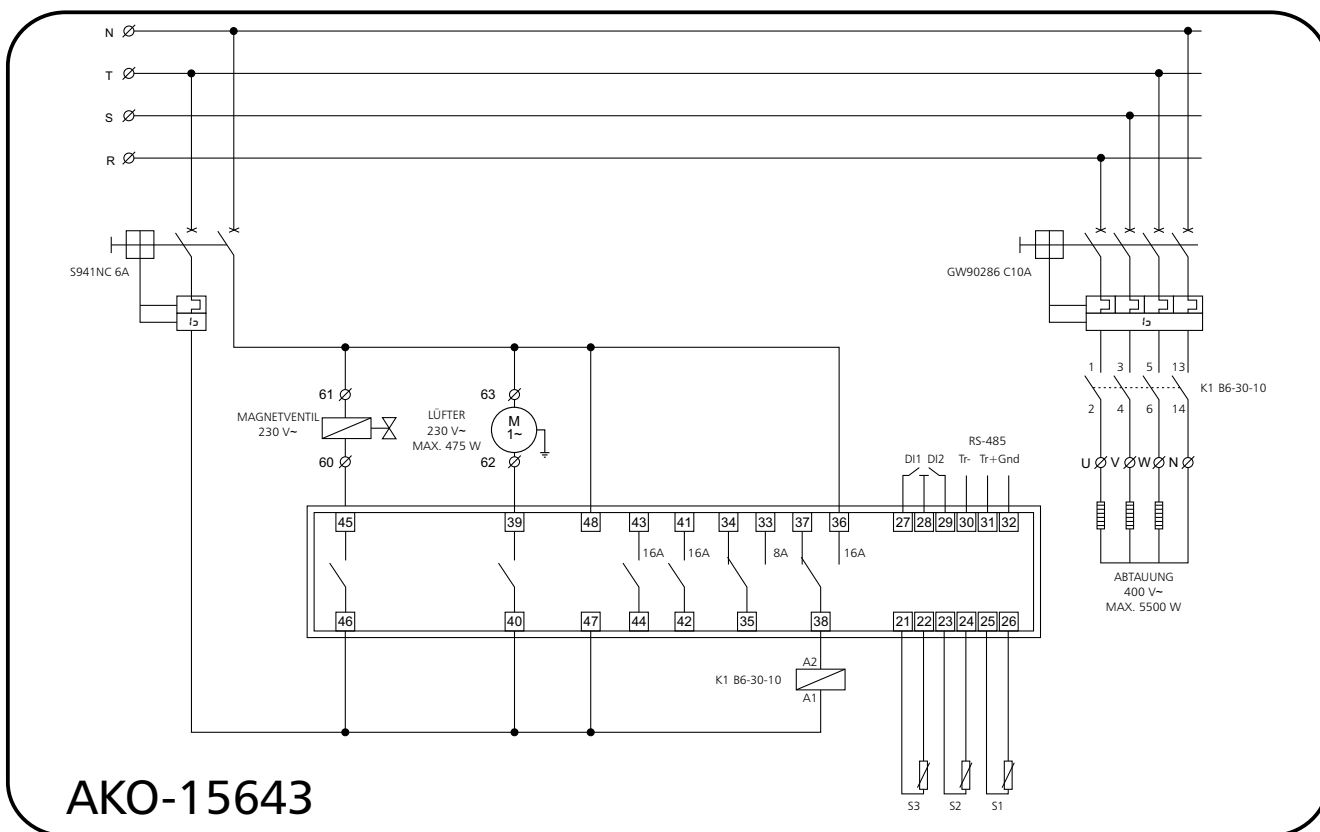 N
T
S
R
S941NC 6A
GW90286 C10A
I⊃
I⊃
1 3 5 13
K1 B6-30-10
2 4 6 14
61
63
MAGNETVENTIL
230 V~
LÜFTER
230 V~
MAX. 475 W
M
1~
60
62
RS-485
DI1 DI2 Tr- Tr+Gnd
U V W N
45 39 48 43 41 34 33 37 36 27 28 29 30 31 32
16A 16A 8A 16A
ABTAUUNG
400 V~
MAX. 5500 W
46 40 47 44 42 35 38 21 22 23 24 25 26
A2
K1 B6-30-10
A1
S3 S2 S1
AKO-15643